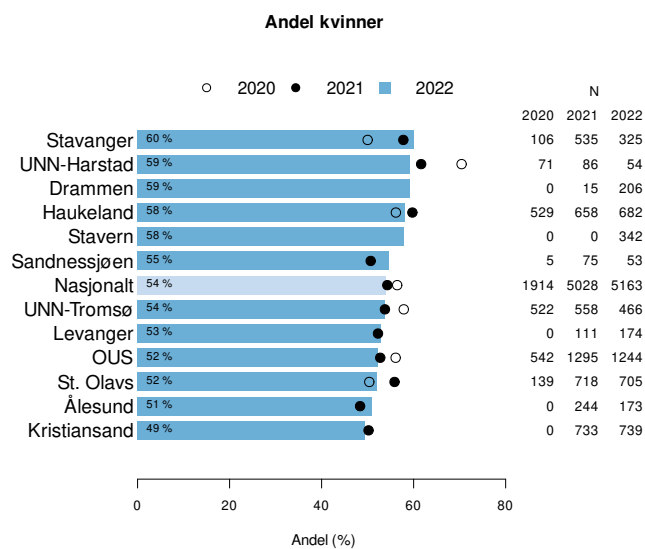 Andel kvinner
2020 2021 2022 N
2020 2021 2022
Stavanger 60 % 106 535 325
UNN-Harstad 59 % 71 86 54
Drammen 59 % 0 15 206
Haukeland 58 % 529 658 682
Stavern 58 % 0 0 342
Sandnessjøen 55 % 5 75 53
Nasjonalt 54 % 1914 5028 5163
UNN-Tromsø 54 % 522 558 466
Levanger 53 % 0 111 174
OUS 52 % 542 1295 1244
St. Olavs 52 % 139 718 705
Ålesund 51 % 0 244 173
Kristiansand 49 % 0 733 739
0 20 40 60 80
Andel (%)